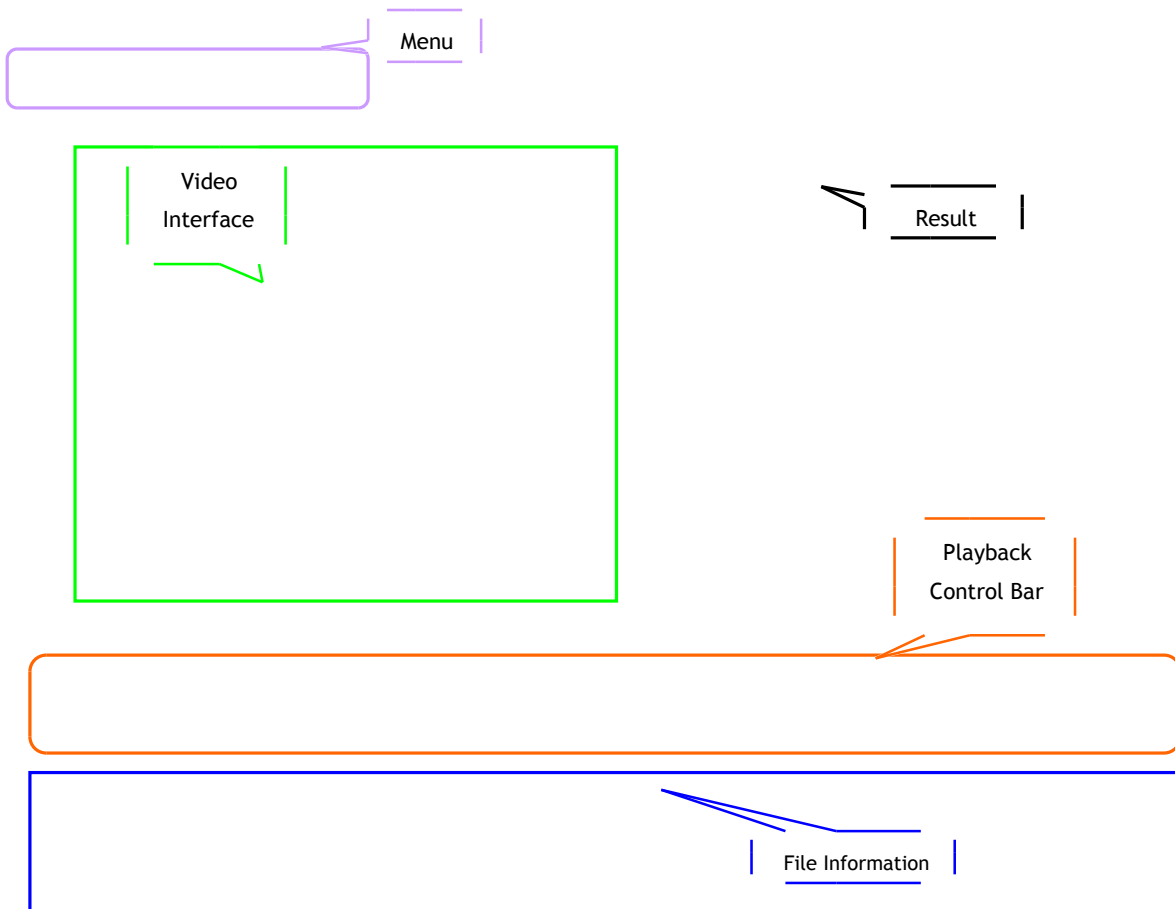 Menu
Video
Interface
Result
Playback
Control Bar
File Information